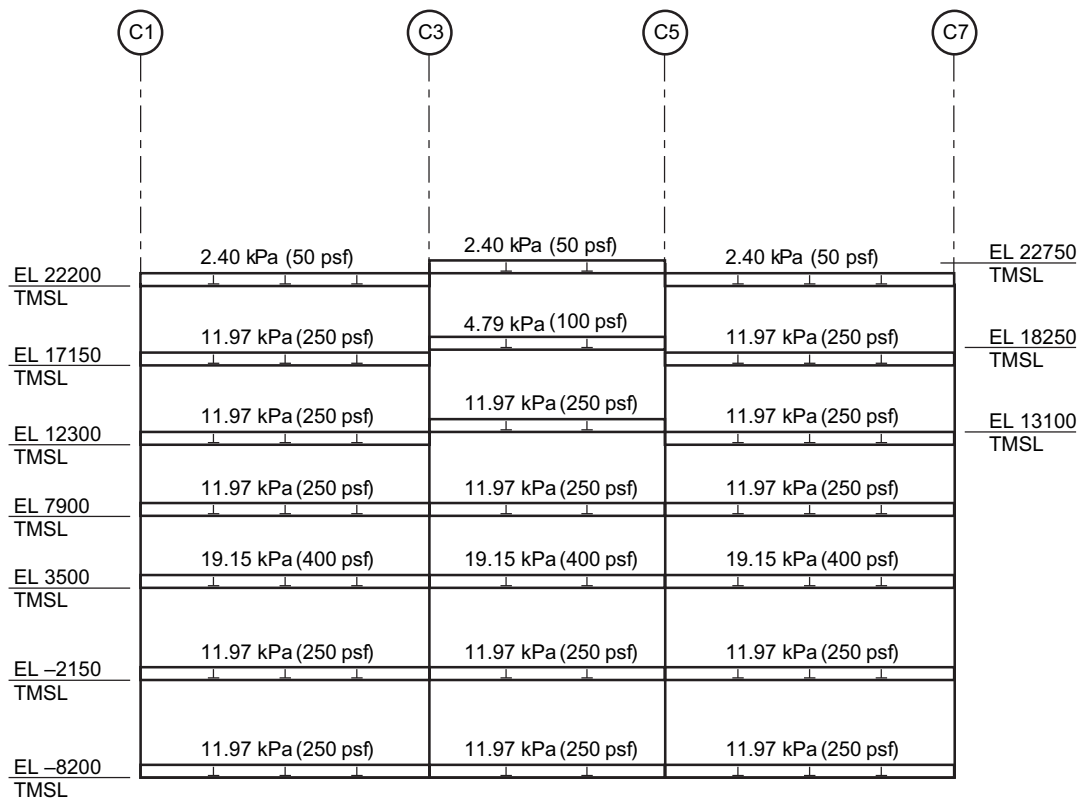 C1
C3
C5
C7
2.40 kPa (50 psf)
2.40 kPa (50 psf)
2.40 kPa (50 psf)
EL 22200
TMSL
EL 22750
TMSL
11.97 kPa (250 psf)
4.79 kPa (100 psf)
11.97 kPa (250 psf)
EL 17150
TMSL
EL 18250
TMSL
11.97 kPa (250 psf)
11.97 kPa (250 psf)
11.97 kPa (250 psf)
EL 12300
TMSL
EL 13100
TMSL
11.97 kPa (250 psf)
11.97 kPa (250 psf)
11.97 kPa (250 psf)
EL 7900
TMSL
19.15 kPa (400 psf)
19.15 kPa (400 psf)
19.15 kPa (400 psf)
EL 3500
TMSL
11.97 kPa (250 psf)
11.97 kPa (250 psf)
11.97 kPa (250 psf)
EL –2150
TMSL
11.97 kPa (250 psf)
11.97 kPa (250 psf)
11.97 kPa (250 psf)
EL –8200
TMSL